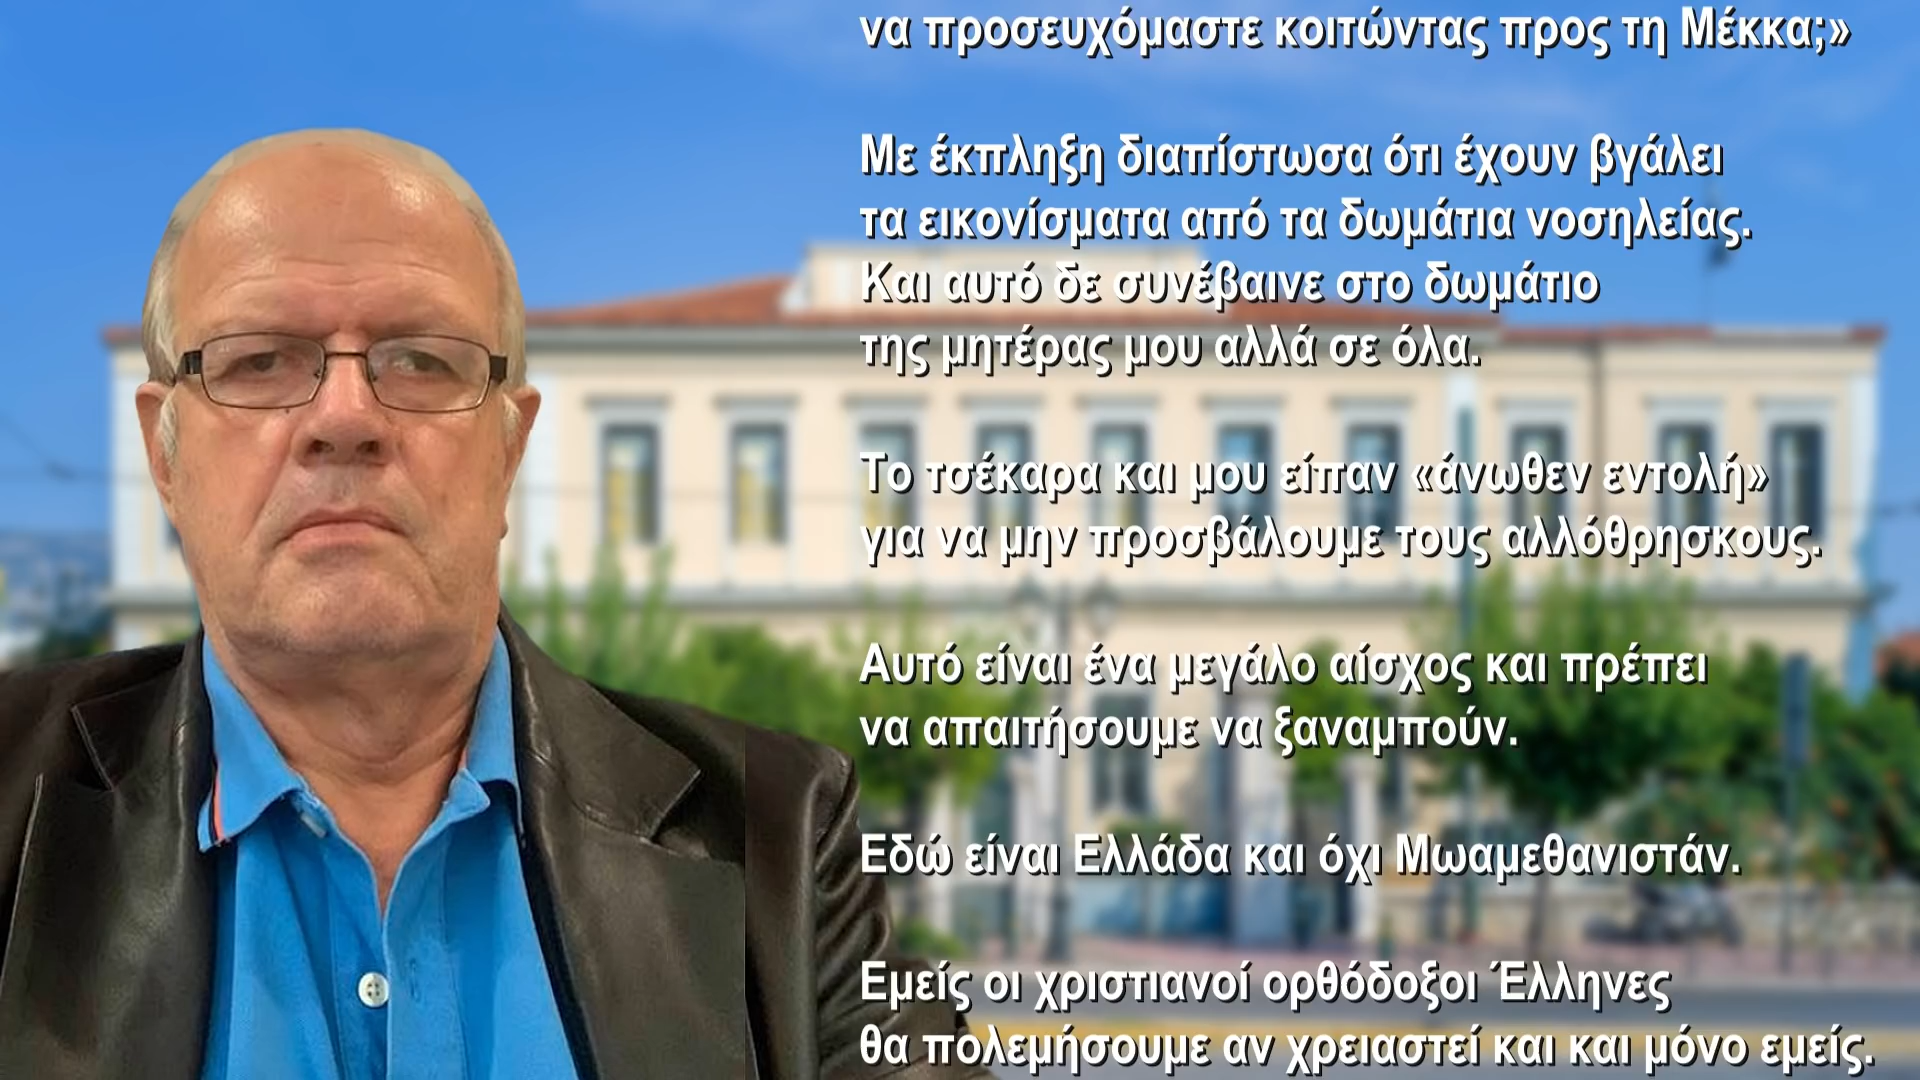 να προσευχόμαστε κοιτώντας προς τη Μέκκα;»
Με έκπληξη διαπίστωσα ότι έχουν βγάλει
τα εικονίσματα από τα δωμάτια νοσηλείας.
Και αυτό δε συνέβαινε στο δωμάτιο
της μητέρας μου αλλά σε όλα.
Το τσέκαρα και μου είπαν «άνωθεν εντολή»
για να μην προσβάλουμε τους αλλόθρησκους.
Αυτό είναι ένα μεγάλο αίσχος και πρέπει
να απαιτήσουμε να ξαναμπούν.
Εδώ είναι Ελλάδα και όχι Μωαμεθανιστάν.
Εμείς οι χριστιανοί ορθόδοξοι Έλληνες
θα πολεμήσουμε αν χρειαστεί και και μόνο εμείς.